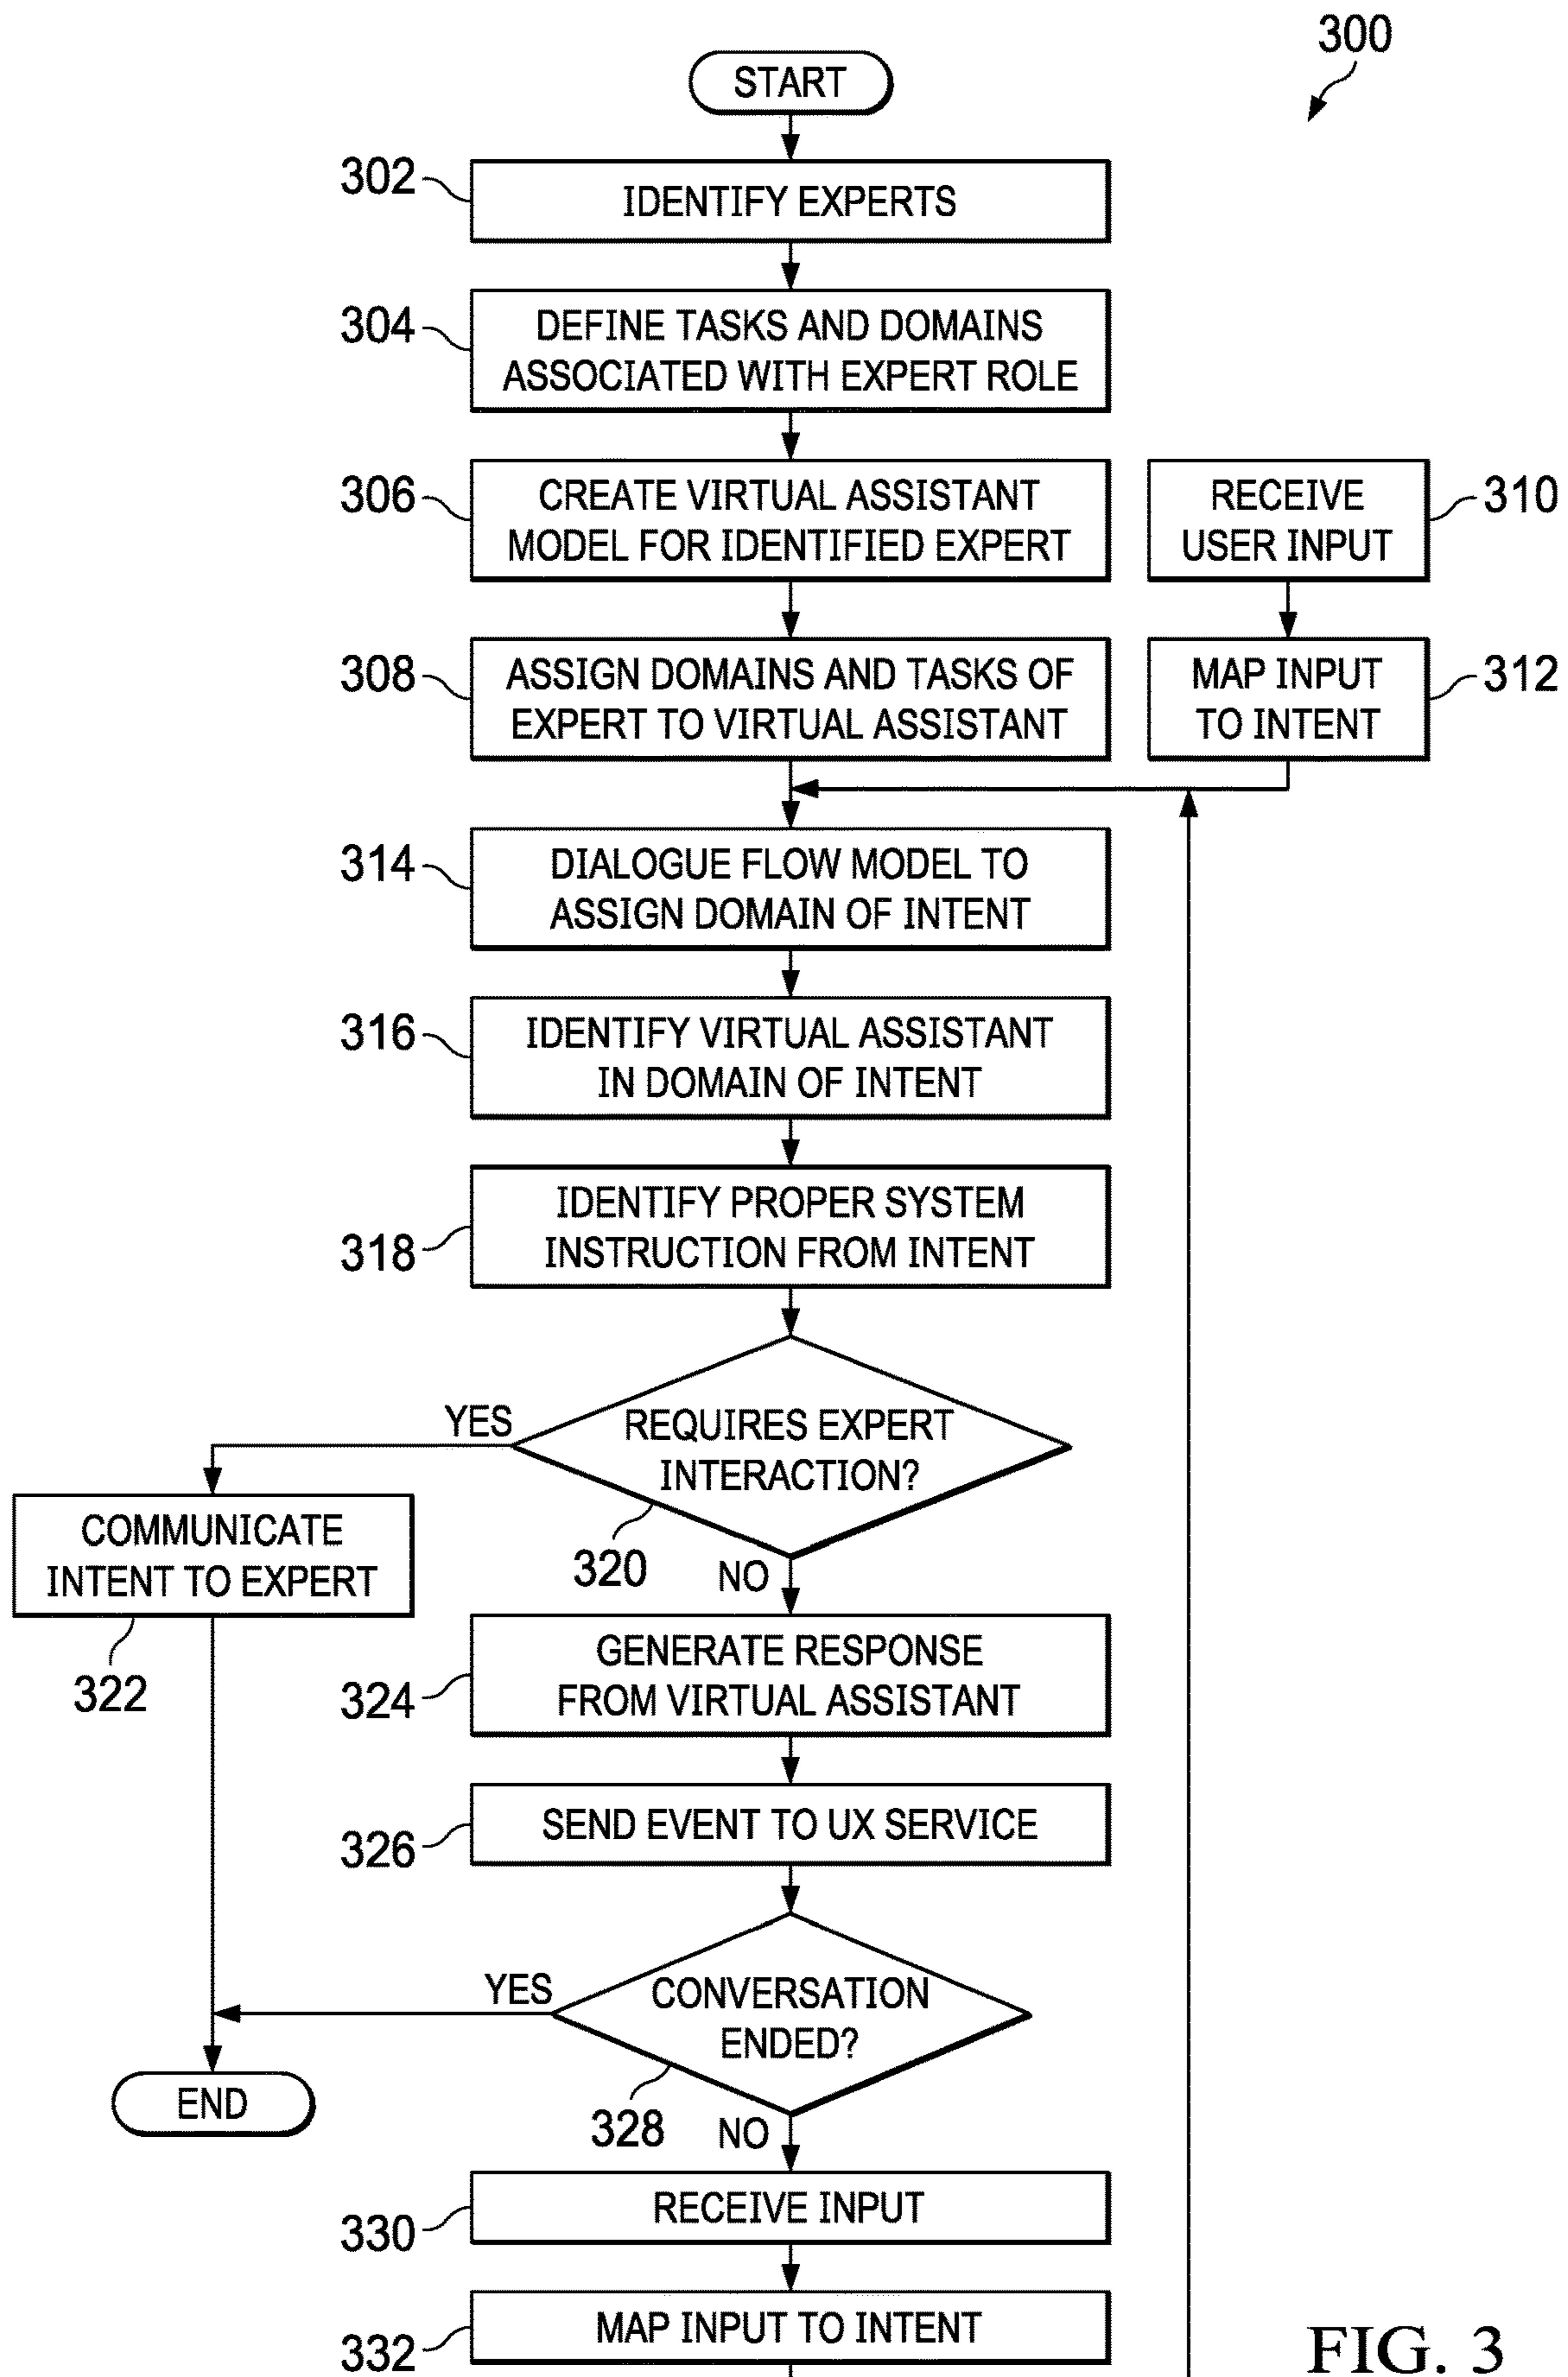 300
START
302
IDENTIFY EXPERTS
304
DEFINE TASKS AND DOMAINS
ASSOCIATED WITH EXPERT ROLE
306
CREATE VIRTUAL ASSISTANT
MODEL FOR IDENTIFIED EXPERT
RECEIVE
USER INPUT
310
308
ASSIGN DOMAINS AND TASKS OF
EXPERT TO VIRTUAL ASSISTANT
MAP INPUT
TO INTENT
312
314
DIALOGUE FLOW MODEL TO
ASSIGN DOMAIN OF INTENT
316
IDENTIFY VIRTUAL ASSISTANT
IN DOMAIN OF INTENT
318
IDENTIFY PROPER SYSTEM
INSTRUCTION FROM INTENT
YES
REQUIRES EXPERT
INTERACTION?
320
NO
COMMUNICATE
INTENT TO EXPERT
322
324
GENERATE RESPONSE
FROM VIRTUAL ASSISTANT
326
SEND EVENT TO UX SERVICE
YES
CONVERSATION
ENDED?
328
NO
END
330
RECEIVE INPUT
332
MAP INPUT TO INTENT
FIG. 3